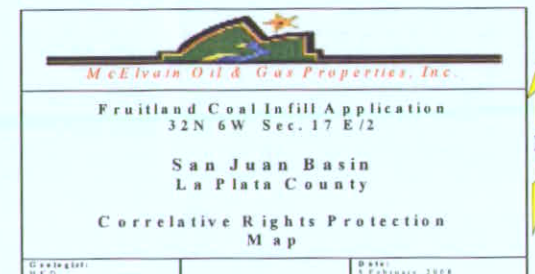 McElvain Oil & Gas Properties, Inc.
Fruitland Coal Infill Application
32N 6W Sec. 17 E/2
San Juan Basin
La Plata County
Correlative Rights Protection
Map
Geologist:
Date:
February